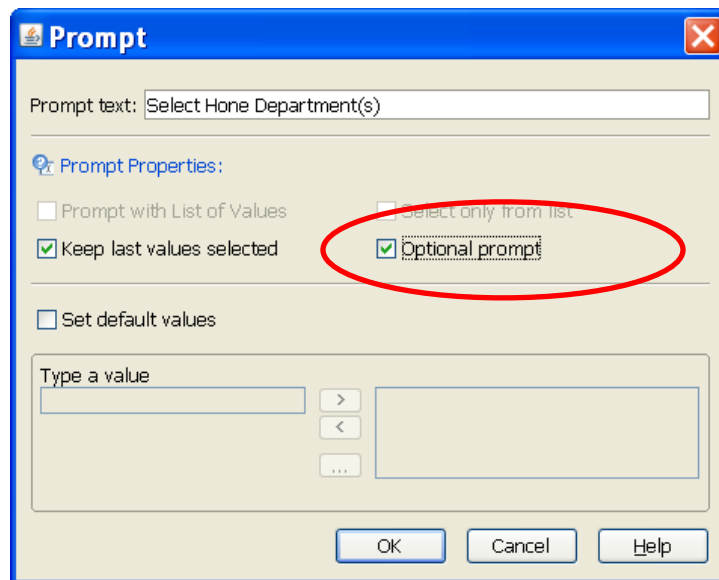 Prompt
Prompt text: Select Hone Department(s)
Prompt Properties:
Prompt with List of Values Select only from list
Keep last values selected Optional prompt
Set default values
Type a value
>
<
...
OK Cancel Help